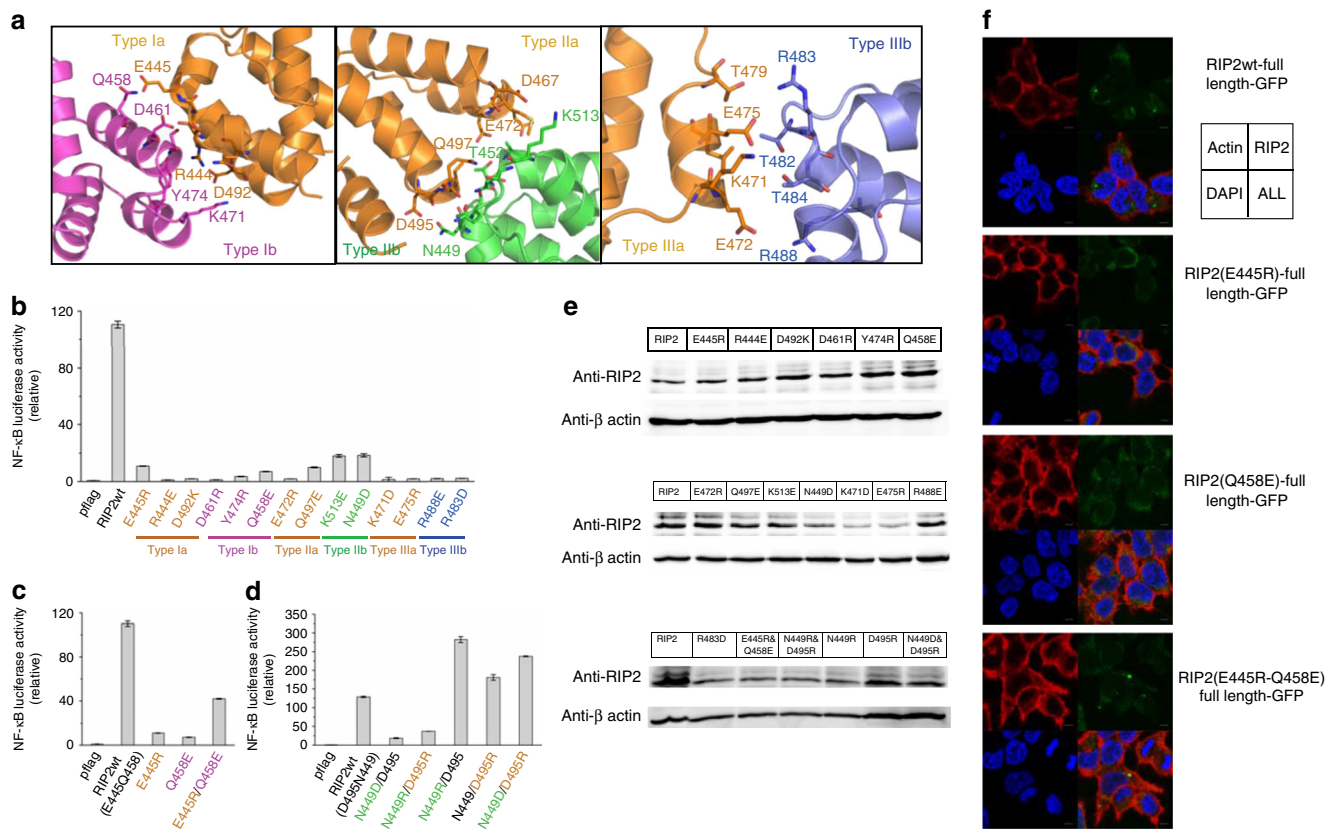 a
Type Ia
Q458
E445
D461
R444
Y474
D492
K471
Type Ib
Type IIa
D467
E472
K513
Q497
T452
D495
Type IIb
N449
Type IIIb
R483
T479
E475
T482
K471
T484
Type IIIa
E472
R488
b
NF-κB luciferase activity
(relative)
120
80
40
0
pflag
RIP2wt
E445R
R444E
D492K
D461R
Y474R
Q458E
E472R
Q497E
K513E
N449D
K471D
E475R
R488E
R483D
Type Ia
Type Ib
Type IIa
Type IIb
Type IIIa
Type IIIb
c
NF-κB luciferase activity
(relative)
120
80
40
0
pflag
RIP2wt
(E445Q458)
E445R
Q458E
E445R/Q458E
d
NF-κB luciferase activity
(relative)
350
300
250
200
150
100
50
0
pflag
RIP2wt
(D495N449)
N449D/D495
N449R/D495R
N449R/D495
N449/D495R
N449D/D495R
e
RIP2 E445R R444E D492K D461R Y474R Q458E
Anti-RIP2
Anti-β actin
RIP2 E472R Q497E K513E N449D K471D E475R R488E
Anti-RIP2
Anti-β actin
RIP2 R483D E445R& N449R& N449R D495R N449D&
Q458E D495R D495R
Anti-RIP2
Anti-β actin
f
RIP2wt-full
length-GFP
Actin RIP2
DAPI ALL
RIP2(E445R)-full
length-GFP
RIP2(Q458E)-full
length-GFP
RIP2(E445R-Q458E)
full length-GFP